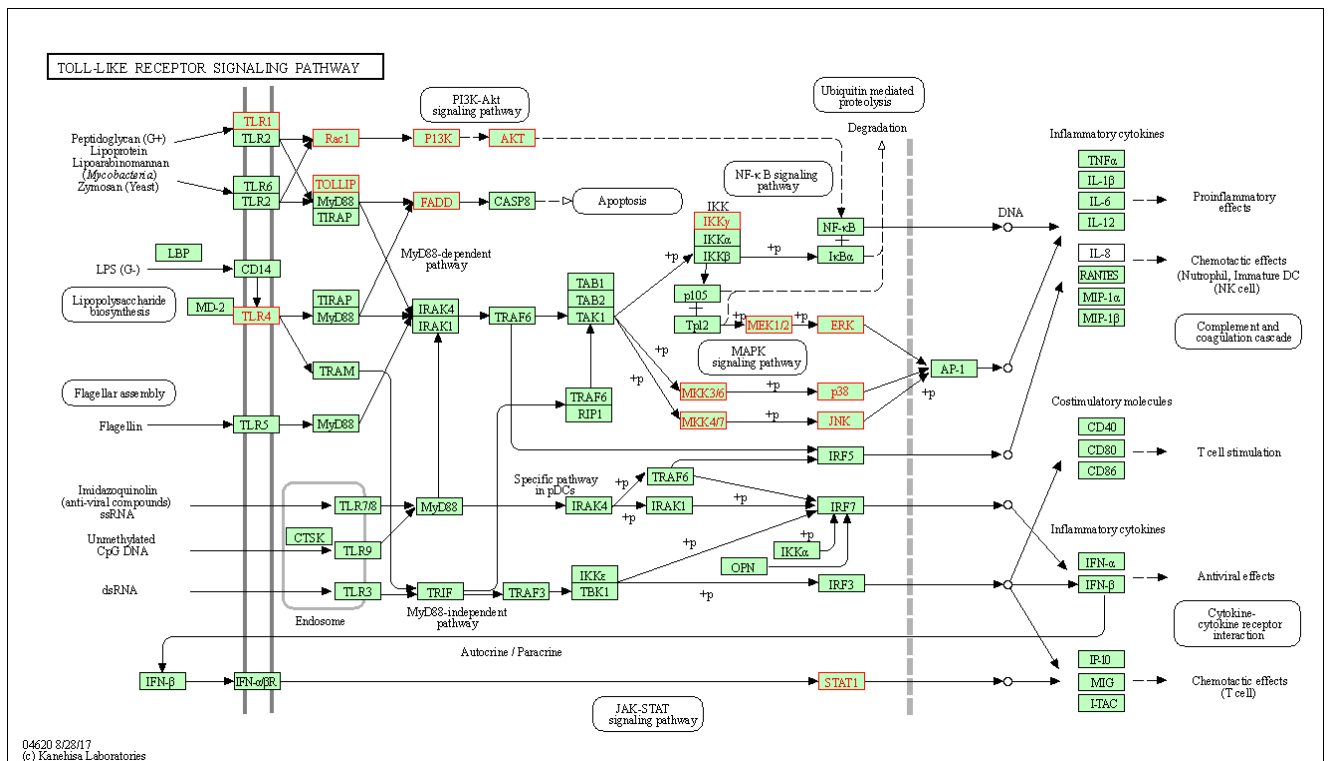 TOLL-LIKE RECEPTOR SIGNALING PATHWAY
PI3K-Akt
signaling pathway
Ubiquitin mediated
proteolysis
Degradation
Peptidoglycan (G+)
Lipoprotein
Lipoarabinomannan
(Mycobacteria)
Zymosan (Yeast)
TLR1
TLR2
Rac1
PI3K
AKT
Inflammatory cytokines
TNFα
IL-1β
IL-6
IL-12
Proinflammatory
effects
TLR6
TLR2
TOLLIP
MyD88
TIRAP
FADD
CASP8
Apoptosis
NF-κ B signaling
pathway
IKK
IKKγ
IKKα
IKKβ
+p
NF-κB
IκBα
DNA
LBP
LPS (G-)
CD14
MyD88-dependent
pathway
+p
IL-8
RANTES
MIP-1α
MIP-1β
Chemotactic effects
(Nutrophil, Immature DC
(NK cell)
Lipopolysaccharide
biosynthesis
MD-2
TLR4
TIRAP
MyD88
IRAK4
IRAK1
TRAF6
TAB1
TAB2
TAK1
p105
Tpl2
+p
MEK1/2
+p
ERK
Complement and
coagulation cascade
MAPK
signaling pathway
+p
TRAM
AP-1
+p
Flagellar assembly
+p
MKK3/6
+p
p38
TRAF6
RIP1
MKK4/7
+p
JNK
Flagellin
TLR5
MyD88
IRF5
Costimulatory molecules
CD40
CD80
CD86
T cell stimulation
Imidazoquinolin
(anti-viral compounds)
ssRNA
TLR7/8
MyD88
Specific pathway
in pDCs
IRAK4
+p
TRAF6
+p
IRAK1
+p
IRF7
Unmethylated
CpG DNA
CTSK
TLR9
+p
IKKα
+p
OPN
Inflammatory cytokines
IFN-α
IFN-β
Antiviral effects
dsRNA
TLR3
Endosome
TRIF
MyD88-independent
pathway
TRAF3
IKKε
TBK1
+p
IRF3
Cytokine-
cytokine receptor
interaction
Autocrine / Paracrine
IFN-β
IFN-α/βR
STAT1
IP-10
MIG
I-TAC
Chemotactic effects
(T cell)
JAK-STAT
signaling pathway
04620 8/28/17
(c) Kanehisa Laboratories